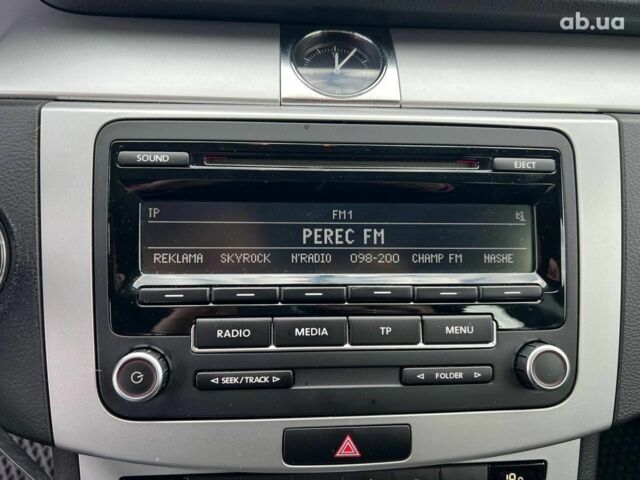 ab.ua
SOUND
EJECT
TP FM1
PEREC FM
REKLAMA SKYROCK N'RADIO 098-200 CHAMP FM NASHE
RADIO MEDIA TP MENU
◁ SEEK/TRACK ▷ ◁ FOLDER ▷